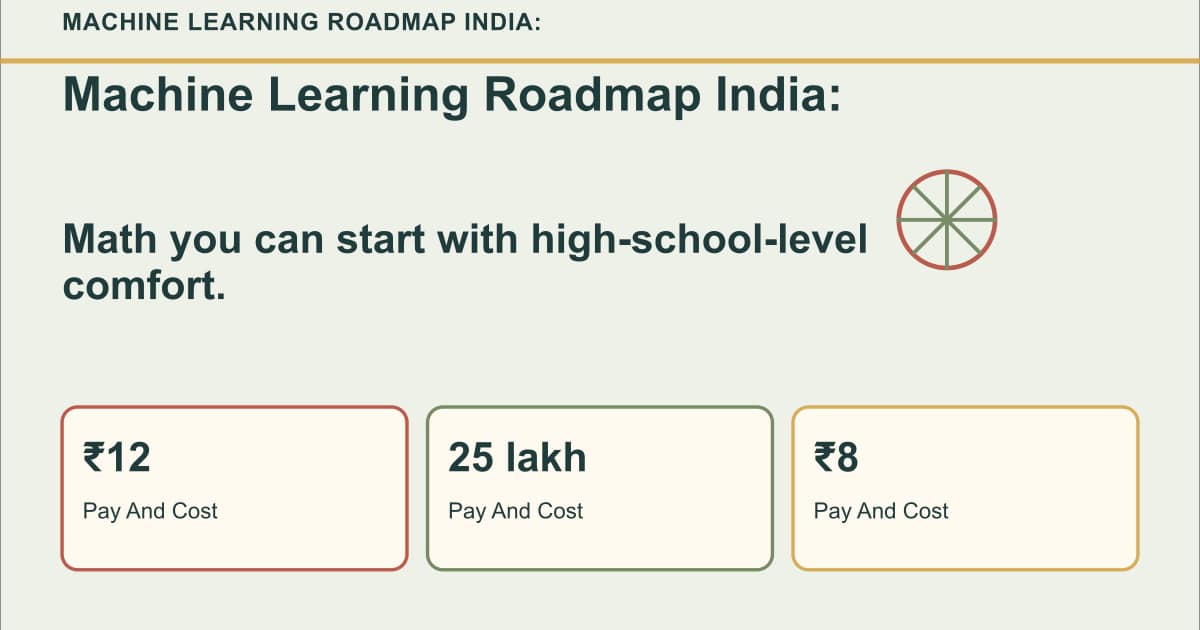 MACHINE LEARNING ROADMAP INDIA:
Machine Learning Roadmap India:
Math you can start with high-school-level
comfort.
₹12
Pay And Cost
25 lakh
Pay And Cost
₹8
Pay And Cost